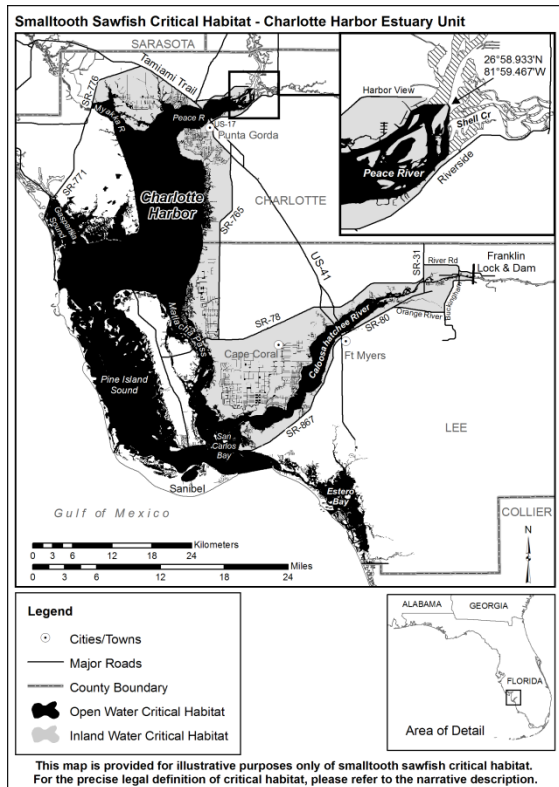 Smalltooth Sawfish Critical Habitat - Charlotte Harbor Estuary Unit
SARASOTA
Tamiami Trail
SR-776
Myakka R
Peace R
US-17
Punta Gorda
26°58.933'N
81°59.467'W
Harbor View
Shell Cr
Peace River
Riverside
SR-771
Gasparilla
Sound
Charlotte
Harbor
SR-765
CHARLOTTE
US-41
SR-31
River Rd
Franklin
Lock & Dam
Buckingham
Orange River
SR-78
SR-80
Matlacha Pass
Cape Coral
Caloosahatchee River
Ft Myers
Pine Island
Sound
SR-867
San
Carlos
Bay
LEE
Sanibel
Estero
Bay
Gulf of Mexico
COLLIER
N
Kilometers
0 3 6 12 18 24
Miles
0 3 6 12 18 24
Legend
Cities/Towns
Major Roads
County Boundary
Open Water Critical Habitat
Inland Water Critical Habitat
ALABAMA
GEORGIA
FLORIDA
Area of Detail
This map is provided for illustrative purposes only of smalltooth sawfish critical habitat.
For the precise legal definition of critical habitat, please refer to the narrative description.